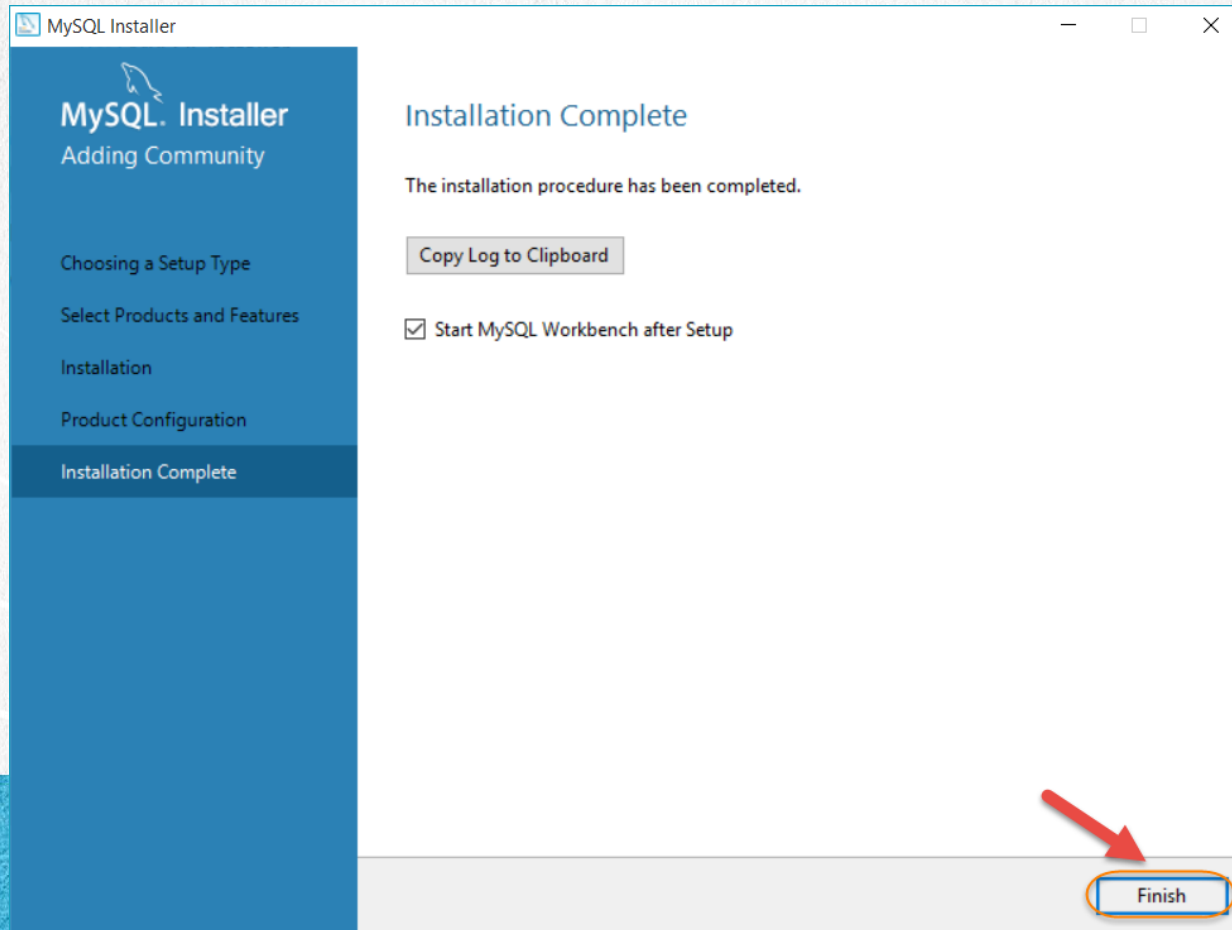 MySQL Installer
MySQL. Installer
Adding Community
Choosing a Setup Type
Select Products and Features
Installation
Product Configuration
Installation Complete
Installation Complete
The installation procedure has been completed.
Copy Log to Clipboard
Start MySQL Workbench after Setup
Finish